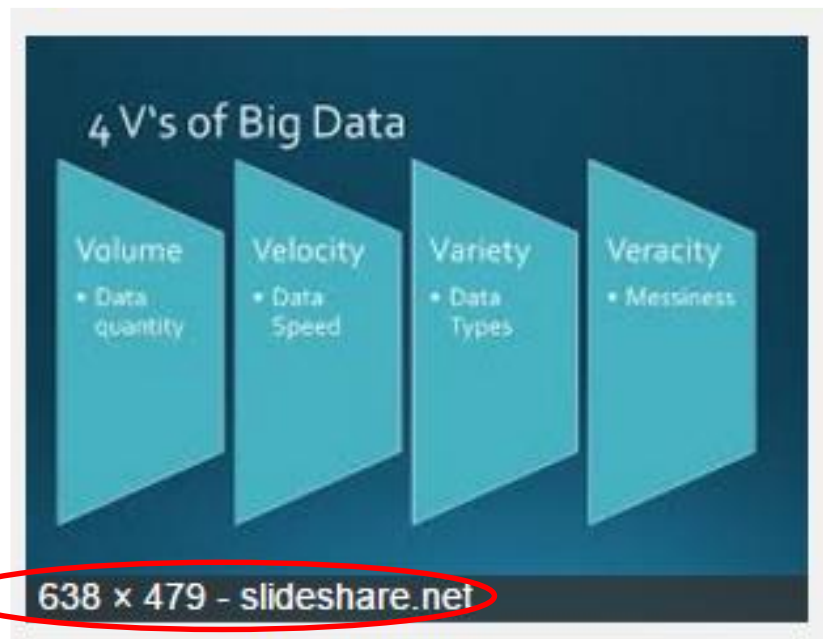 4 V's of Big Data
Volume
• Data
quantity
Velocity
• Data
Speed
Variety
• Data
Types
Veracity
• Messiness
638 × 479 - slideshare.net